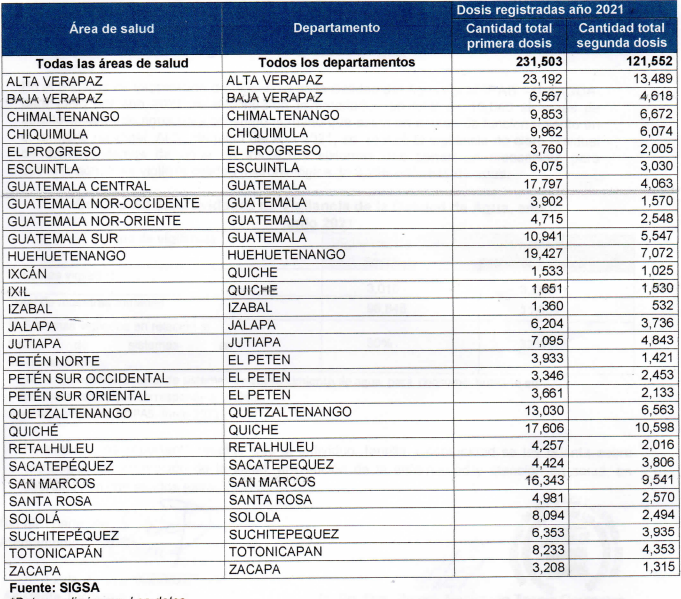 Dosis registradas año 2021
Área de salud Departamento Cantidad total primera dosis Cantidad total segunda dosis
Todas las áreas de salud Todos los departamentos 231,503 121,552
ALTA VERAPAZ ALTA VERAPAZ 23,192 13,489
BAJA VERAPAZ BAJA VERAPAZ 6,567 4,618
CHIMALTENANGO CHIMALTENANGO 9,853 6,672
CHIQUIMULA CHIQUIMULA 9,962 6,074
EL PROGRESO EL PROGRESO 3,760 2,005
ESCUINTLA ESCUINTLA 6,075 3,030
GUATEMALA CENTRAL GUATEMALA 17,797 4,063
GUATEMALA NOR-OCCIDENTE GUATEMALA 3,902 1,570
GUATEMALA NOR-ORIENTE GUATEMALA 4,715 2,548
GUATEMALA SUR GUATEMALA 10,941 5,547
HUEHUETENANGO HUEHUETENANGO 19,427 7,072
IXCÁN QUICHE 1,533 1,025
IXIL QUICHE 1,651 1,530
IZABAL IZABAL 1,360 532
JALAPA JALAPA 6,204 3,736
JUTIAPA JUTIAPA 7,095 4,843
PETÉN NORTE EL PETEN 3,933 1,421
PETÉN SUR OCCIDENTAL EL PETEN 3,346 2,453
PETÉN SUR ORIENTAL EL PETEN 3,661 2,133
QUETZALTENANGO QUETZALTENANGO 13,030 6,563
QUICHÉ QUICHE 17,606 10,598
RETALHULEU RETALHULEU 4,257 2,016
SACATEPÉQUEZ SACATEPEQUEZ 4,424 3,806
SAN MARCOS SAN MARCOS 16,343 9,541
SANTA ROSA SANTA ROSA 4,981 2,570
SOLOLÁ SOLOLA 8,094 2,494
SUCHITEPÉQUEZ SUCHITEPEQUEZ 6,353 3,935
TOTONICAPÁN TOTONICAPAN 8,233 4,353
ZACAPA ZACAPA 3,208 1,315
Fuente: SIGSA